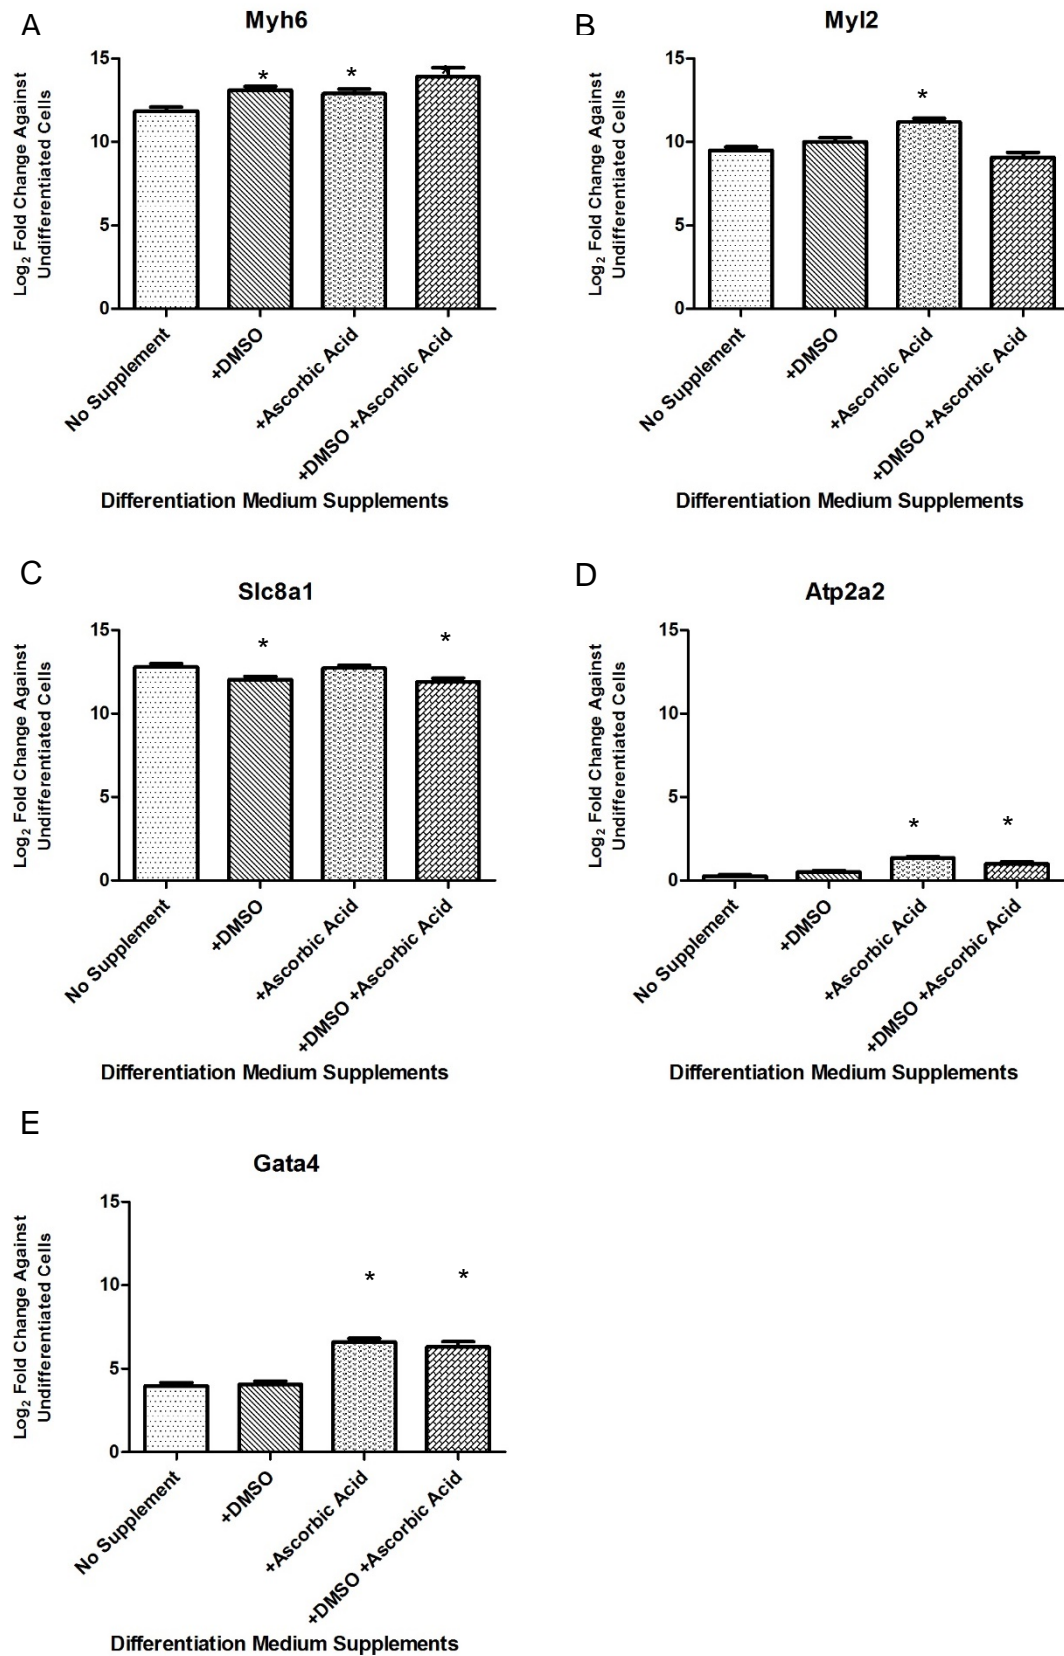 A
Myh6
Log2 Fold Change Against
Undifferentiated Cells
15
10
5
0
*
*
*
No Supplement
+DMSO
+Ascorbic Acid
+DMSO +Ascorbic Acid
Differentiation Medium Supplements
B
Myl2
Log2 Fold Change Against
Undifferentiated Cells
15
10
5
0
*
No Supplement
+DMSO
+Ascorbic Acid
+DMSO +Ascorbic Acid
Differentiation Medium Supplements
C
Slc8a1
Log2 Fold Change Against
Undifferentiated Cells
15
10
5
0
*
*
No Supplement
+DMSO
+Ascorbic Acid
+DMSO +Ascorbic Acid
Differentiation Medium Supplements
D
Atp2a2
Log2 Fold Change Against
Undifferentiated Cells
15
10
5
0
*
*
No Supplement
+DMSO
+Ascorbic Acid
+DMSO +Ascorbic Acid
Differentiation Medium Supplements
E
Gata4
Log2 Fold Change Against
Undifferentiated Cells
15
10
5
0
*
*
No Supplement
+DMSO
+Ascorbic Acid
+DMSO +Ascorbic Acid
Differentiation Medium Supplements